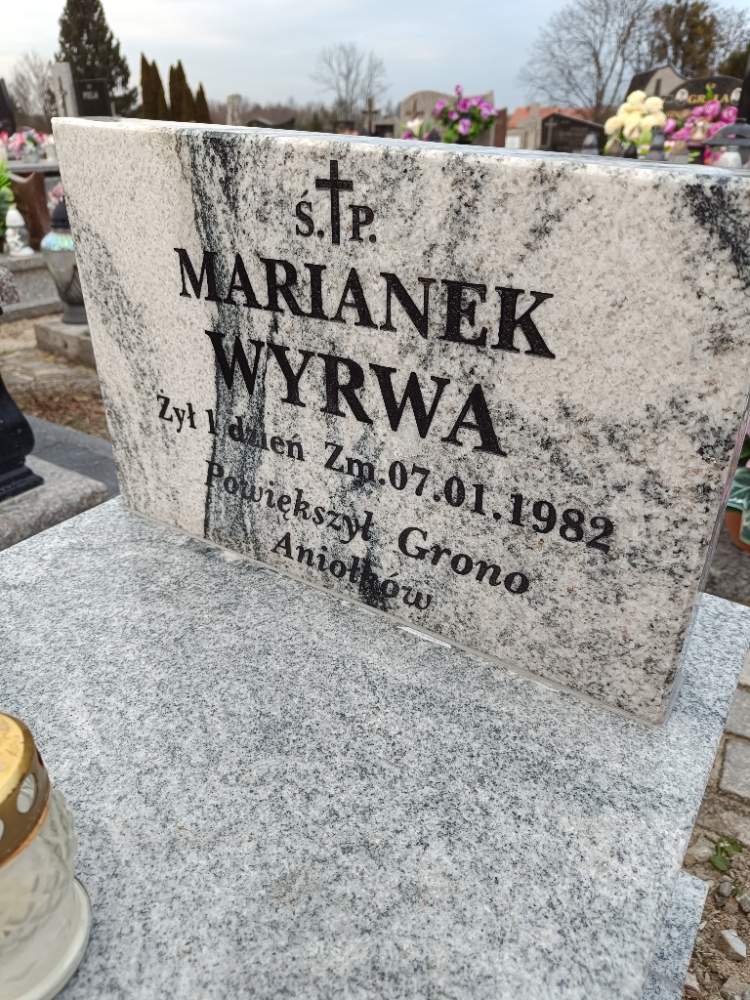 Ś. P.
MARIANEK
WYRWA
Żył 1 dzień Zm.07.01.1982
Powiększył Grono
Aniołków